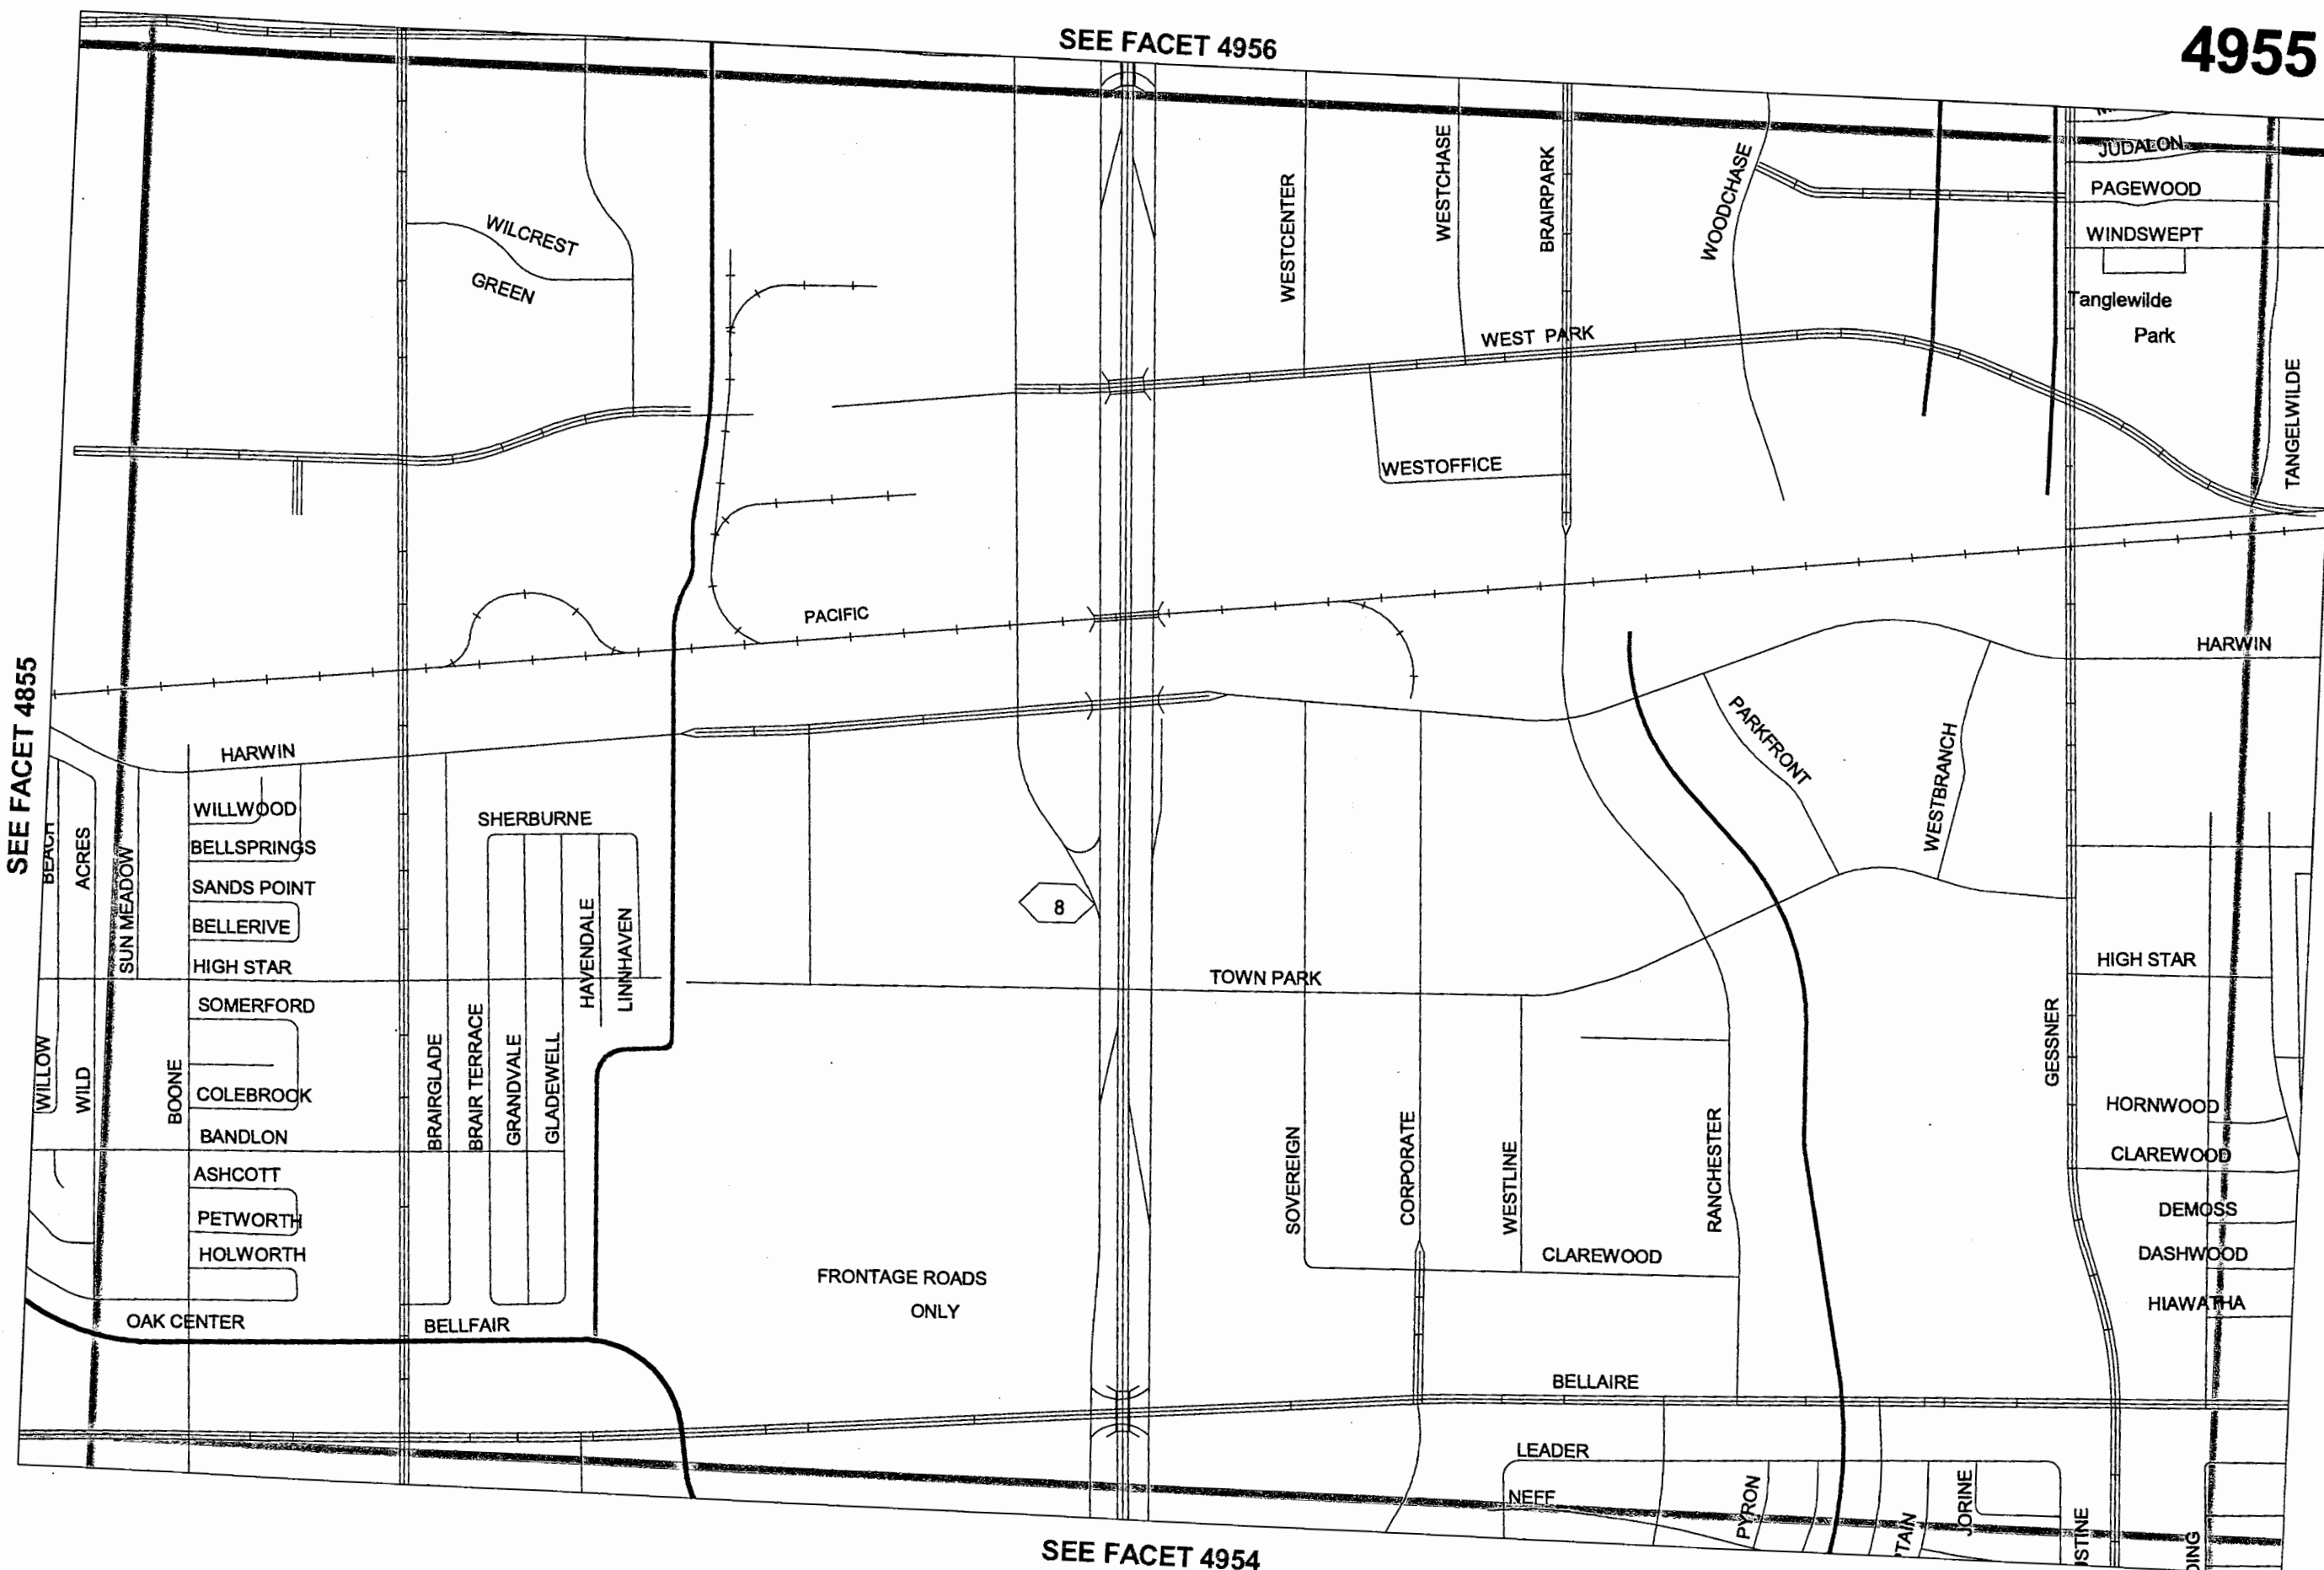 SEE FACET 4956
4955
JUDALON
PAGEWOOD
WINDSWEPT
Tanglewilde
Park
TANGELWILDE
WILCREST
GREEN
WESTCENTER
WESTCHASE
BRAIRPARK
WOODCHASE
WEST PARK
WESTOFFICE
PACIFIC
HARWIN
SEE FACET 4855
HARWIN
PARKFRONT
WESTBRANCH
BEACH
ACRES
SUN MEADOW
WILLWOOD
BELLSPRINGS
SANDS POINT
BELLERIVE
HIGH STAR
SOMERFORD
COLEBROOK
BANDLON
ASHCOTT
PETWORTH
HOLWORTH
WILLOW
WILD
BOONE
SHERBURNE
HAVENDALE
LINNHAVEN
BRAIRGLADE
BRAIR TERRACE
GRANDVALE
GLADEWELL
8
TOWN PARK
HIGH STAR
GESSNER
SOVEREIGN
CORPORATE
WESTLINE
RANCHESTER
CLAREWOOD
HORNWOOD
CLAREWOOD
DEMOSS
DASHWOOD
HIAWATHA
FRONTAGE ROADS
ONLY
OAK CENTER
BELLFAIR
BELLAIRE
LEADER
NEFF
PYRON
TAIN
JORINE
STINE
DING
SEE FACET 4954